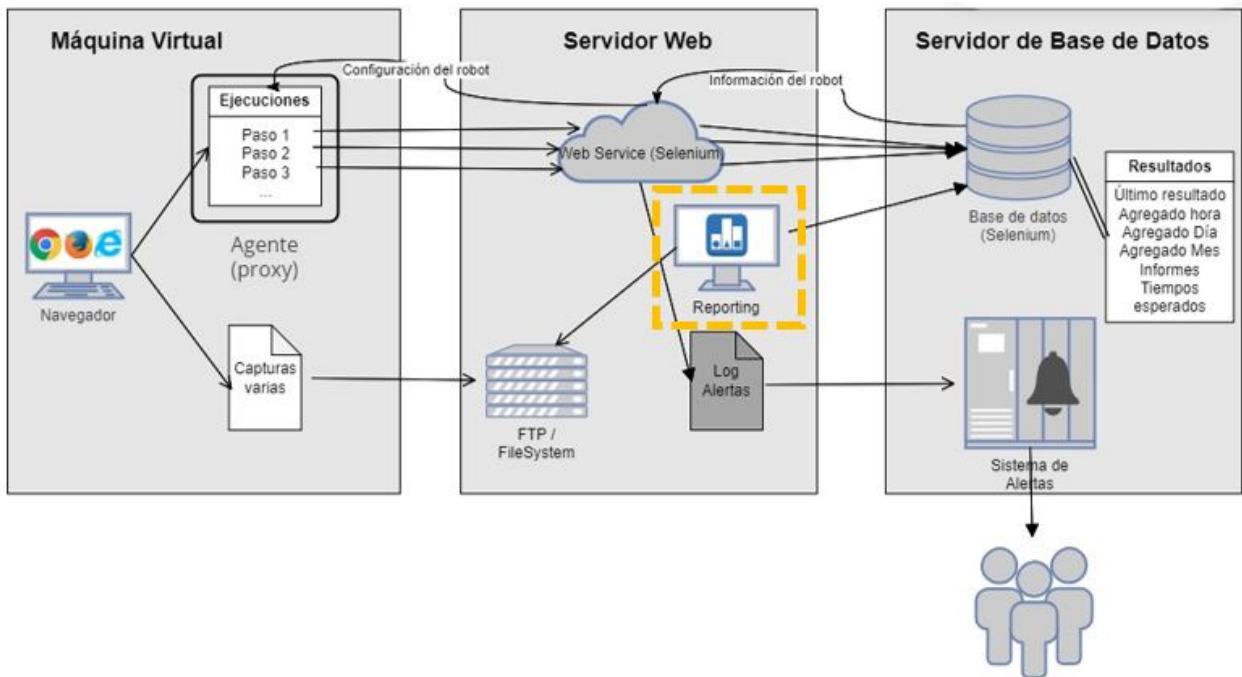 Máquina Virtual
Servidor Web
Servidor de Base de Datos
Configuración del robot
Información del robot
Ejecuciones
Paso 1
Paso 2
Paso 3
...
Agente
(proxy)
Navegador
Capturas
varias
Web Service (Selenium)
Reporting
FTP /
FileSystem
Log
Alertas
Base de datos
(Selenium)
Resultados
Último resultado
Agregado hora
Agregado Día
Agregado Mes
Informes
Tiempos
esperados
Sistema de
Alertas